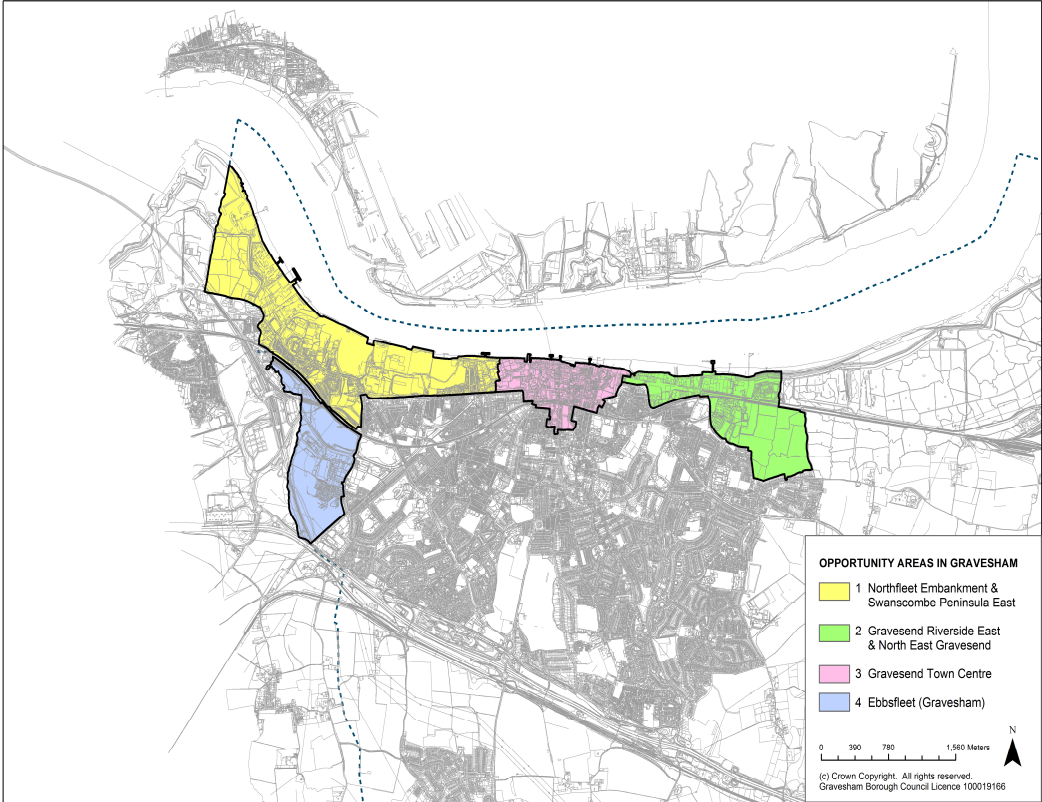 OPPORTUNITY AREAS IN GRAVESHAM
1 Northfleet Embankment &
Swanscombe Peninsula East
2 Gravesend Riverside East
& North East Gravesend
3 Gravesend Town Centre
4 Ebbsfleet (Gravesham)
N
0 390 780 1,560 Meters
(c) Crown Copyright. All rights reserved.
Gravesham Borough Council Licence 100019166